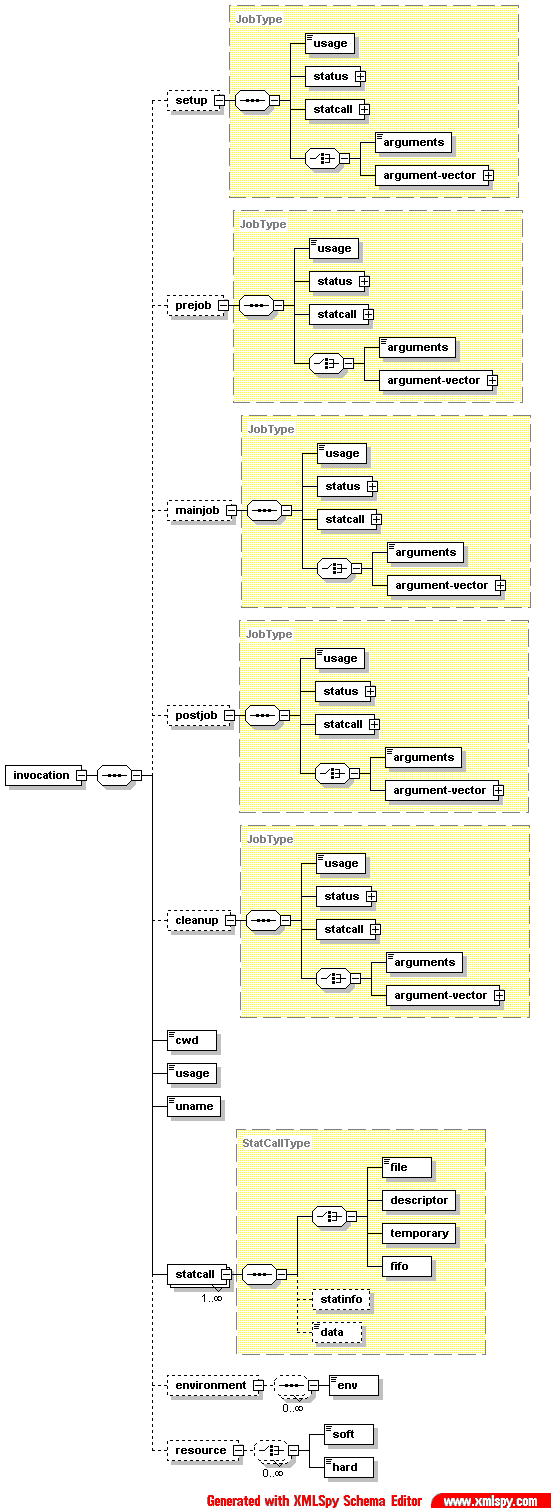 JobType
usage
status
statcall
setup
arguments
argument-vector
JobType
usage
status
statcall
prejob
arguments
argument-vector
JobType
usage
status
statcall
mainjob
arguments
argument-vector
JobType
usage
status
statcall
postjob
arguments
argument-vector
invocation
JobType
usage
status
statcall
cleanup
arguments
argument-vector
cwd
usage
uname
StatCallType
file
descriptor
temporary
fifo
statcall
1..∞
statinfo
data
environment
env
0..∞
soft
resource
hard
0..∞
Generated with XMLSpy Schema Editor www.xmlspy.com